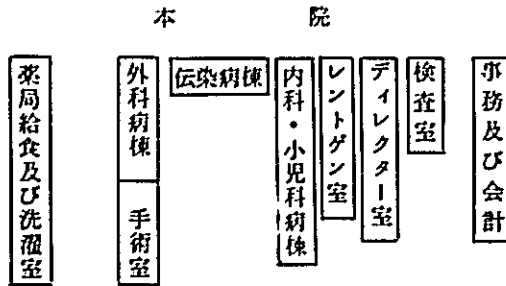 本院
薬局給食及び洗濯室
外科病棟
手術室
伝染病棟
内科・小児科病棟
レントゲン室
ディレクター室
検査室
事務及び会計